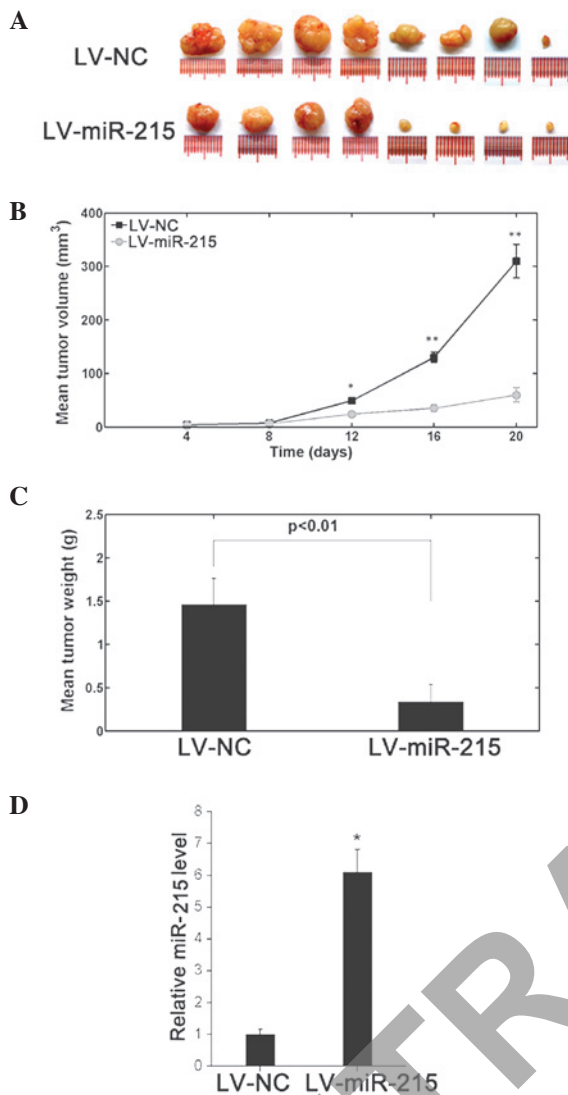 A
LV-NC
LV-miR-215
B
Mean tumor volume (mm³)
400
300
200
100
0
LV-NC
LV-miR-215
*
**
**
4
8
12
16
20
Time (days)
C
Mean tumor weight (g)
2.5
2
1.5
1
0.5
0
p<0.01
LV-NC
LV-miR-215
D
Relative miR-215 level
8
7
6
5
4
3
2
1
0
*
LV-NC
LV-miR-215
TRA